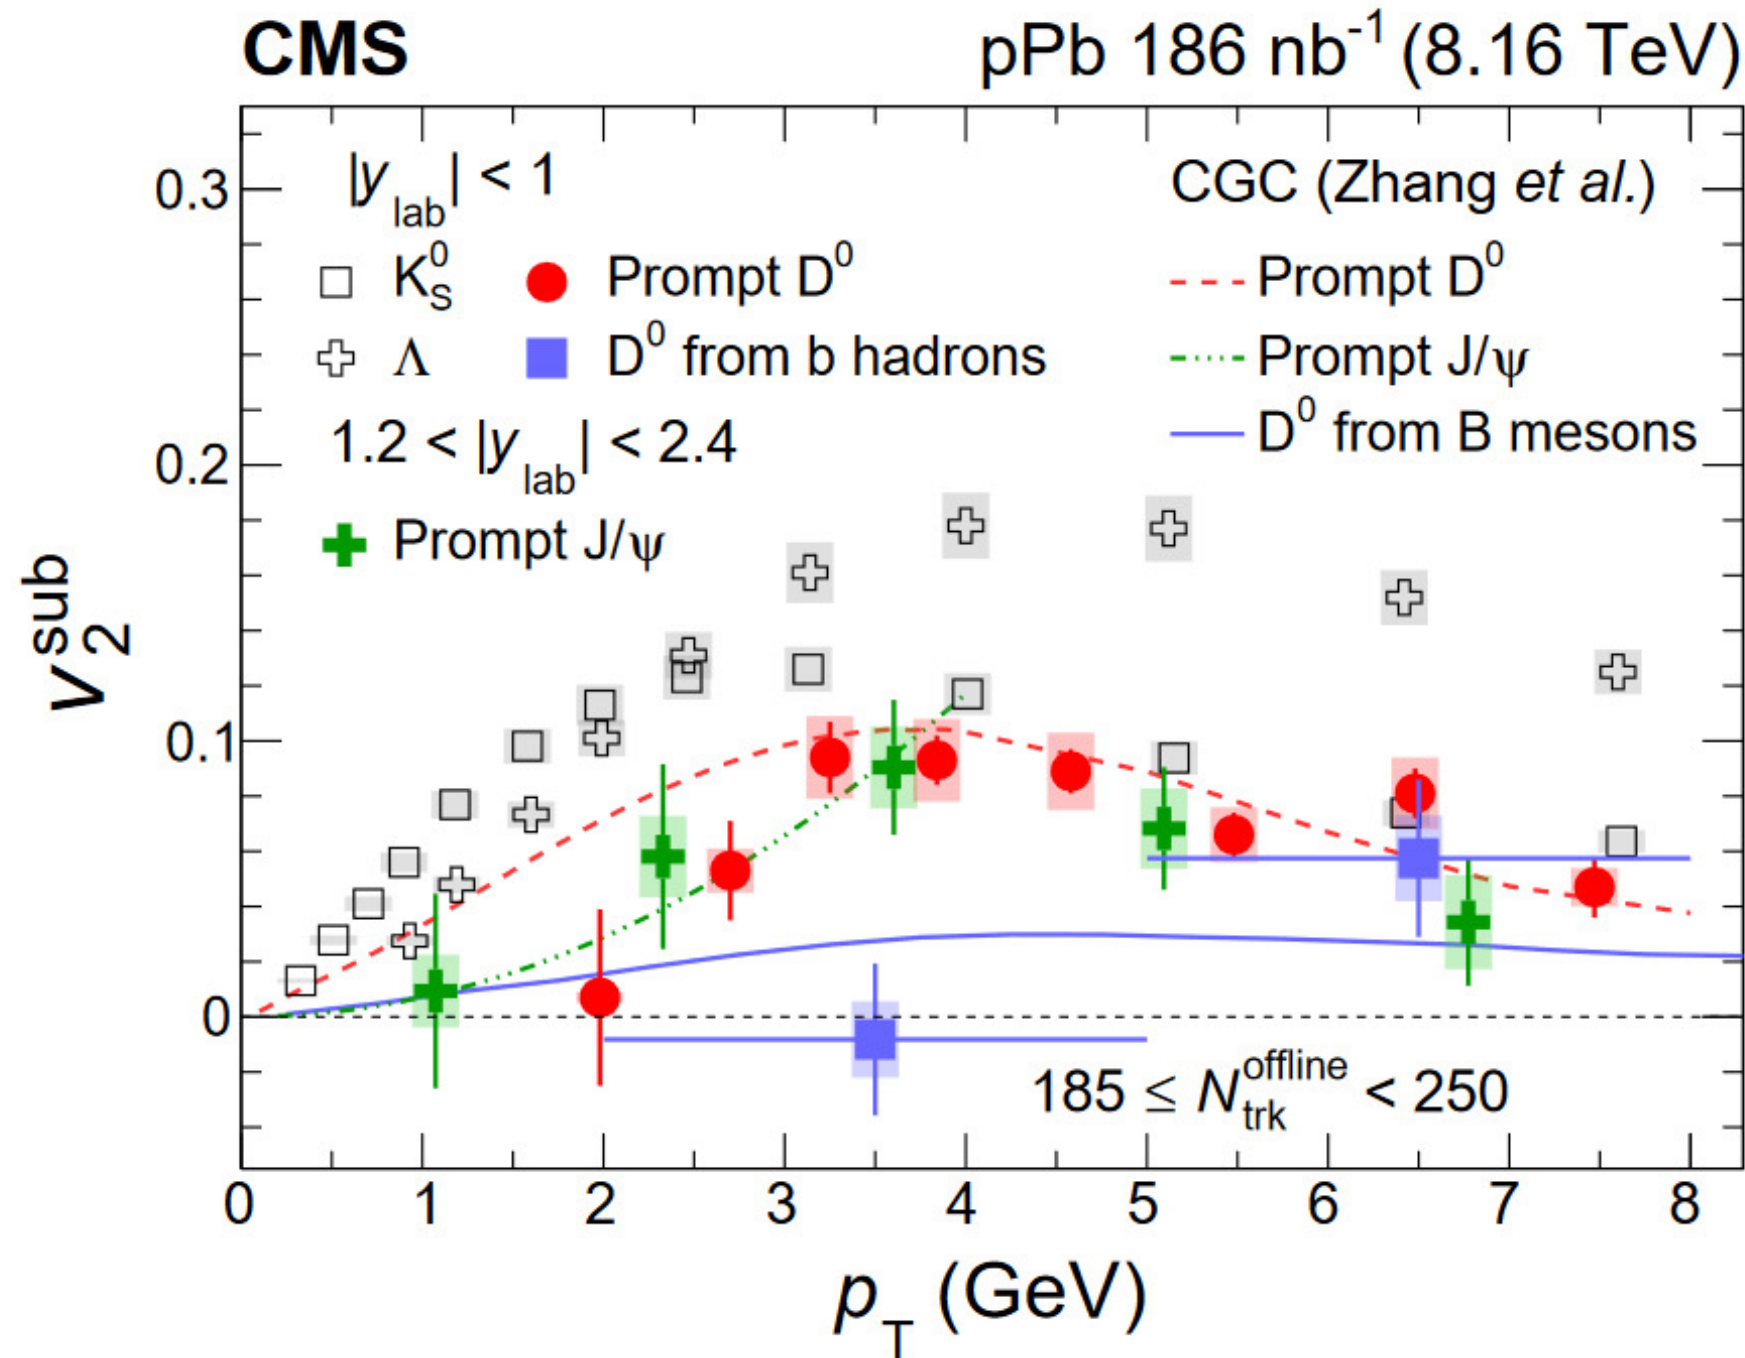 CMS pPb 186 nb⁻¹ (8.16 TeV)
|y_lab| < 1
K⁰_S
Prompt D⁰
Λ
D⁰ from b hadrons
1.2 < |y_lab| < 2.4
Prompt J/ψ
CGC (Zhang et al.)
Prompt D⁰
Prompt J/ψ
D⁰ from B mesons
185 ≤ N_trk^offline < 250
v₂^sub
0.3
0.2
0.1
0
0 1 2 3 4 5 6 7 8
p_T (GeV)